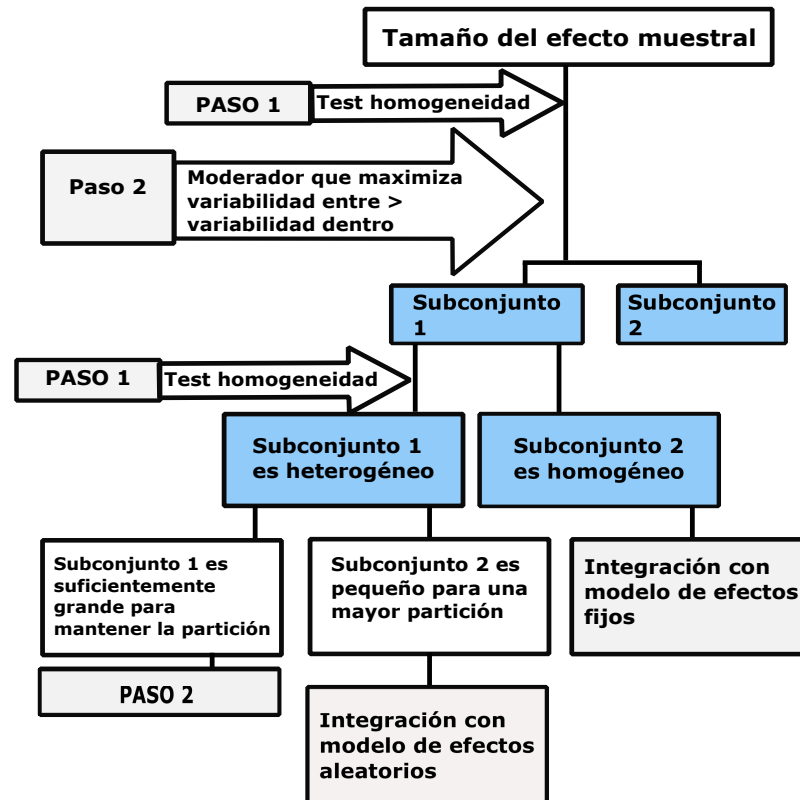 Tamaño del efecto muestral
PASO 1
Test homogeneidad
Paso 2
Moderador que maximiza
variabilidad entre >
variabilidad dentro
Subconjunto
1
Subconjunto
2
PASO 1
Test homogeneidad
Subconjunto 1
es heterogéneo
Subconjunto 2
es homogéneo
Subconjunto 1 es
suficientemente
grande para
mantener la partición
Subconjunto 2 es
pequeño para una
mayor partición
Integración con
modelo de efectos
fijos
PASO 2
Integración con
modelo de efectos
aleatorios